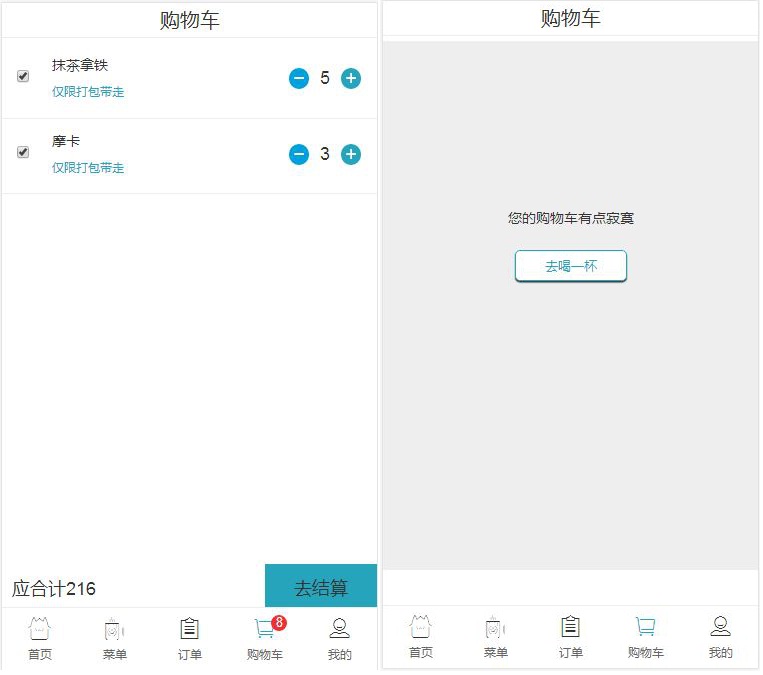 购物车
抹茶拿铁
仅限打包带走
5
摩卡
仅限打包带走
3
应合计216
去结算
8
首页
菜单
订单
购物车
我的
购物车
您的购物车有点寂寞
去喝一杯
首页
菜单
订单
购物车
我的